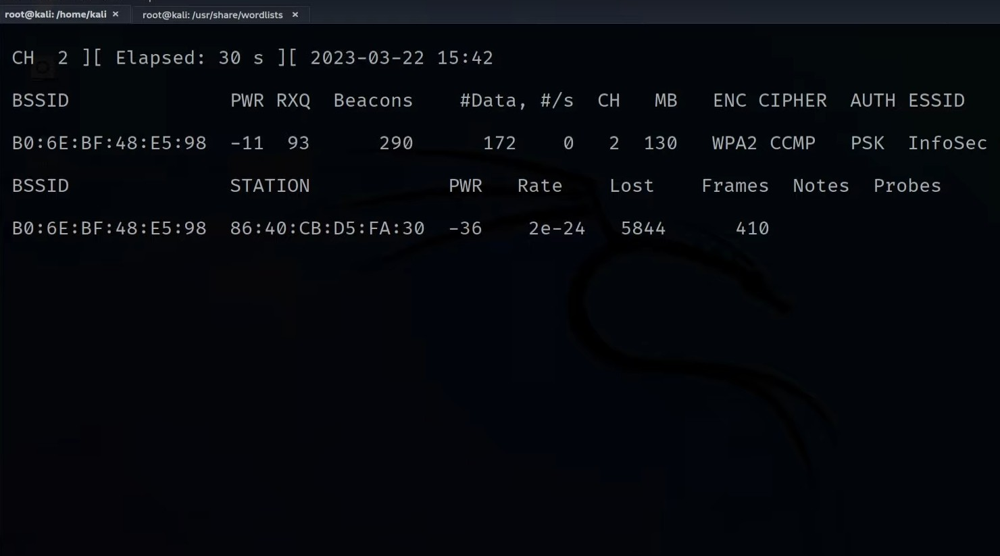 root@kali: /home/kali × root@kali: /usr/share/wordlists ×
CH 2 ][ Elapsed: 30 s ][ 2023-03-22 15:42
BSSID PWR RXQ Beacons #Data, #/s CH MB ENC CIPHER AUTH ESSID
B0:6E:BF:48:E5:98 -11 93 290 172 0 2 130 WPA2 CCMP PSK InfoSec
BSSID STATION PWR Rate Lost Frames Notes Probes
B0:6E:BF:48:E5:98 86:40:CB:D5:FA:30 -36 2e-24 5844 410